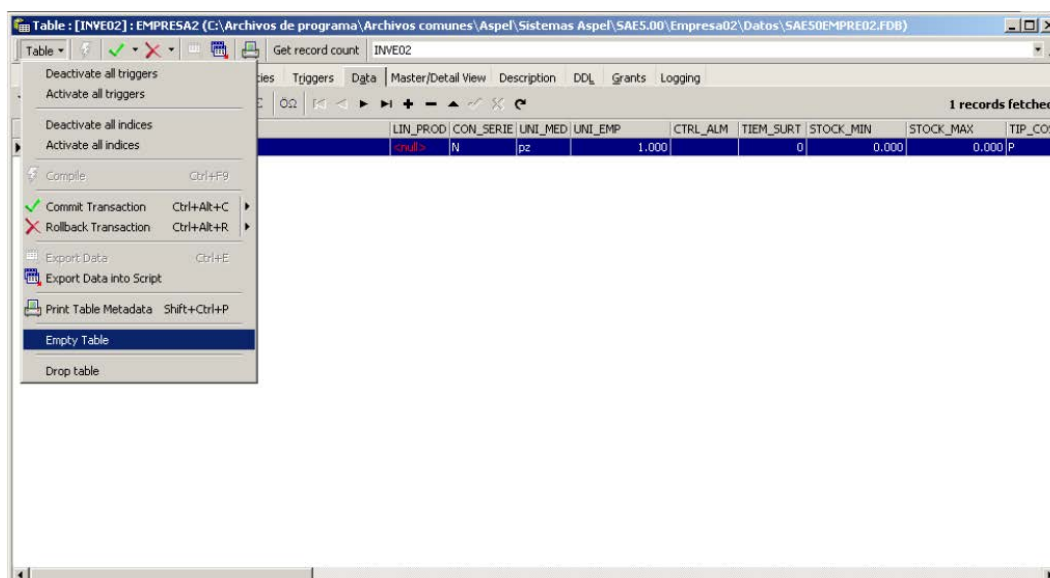 Table : [INVE02] : EMPRESA2 (C:\Archivos de programa\Archivos comunes\Aspel\Sistemas Aspel\SAE5.00\Empresa02\Datos\SAE50EMPRE02.FDB)
Table Get record count INVE02
Triggers Data Master/Detail View Description DDL Grants Logging
ÖΩ 1 records fetched
LIN_PROD CON_SERIE UNI_MED UNI_EMP CTRL_ALM TIEM_SURT STOCK_MIN STOCK_MAX TIP_COS
<null> N pz 1.000 0 0.000 0.000 P
Deactivate all triggers
Activate all triggers
Deactivate all indices
Activate all indices
Compile Ctrl+F9
Commit Transaction Ctrl+Alt+C
Rollback Transaction Ctrl+Alt+R
Export Data Ctrl+E
Export Data into Script
Print Table Metadata Shift+Ctrl+P
Empty Table
Drop table